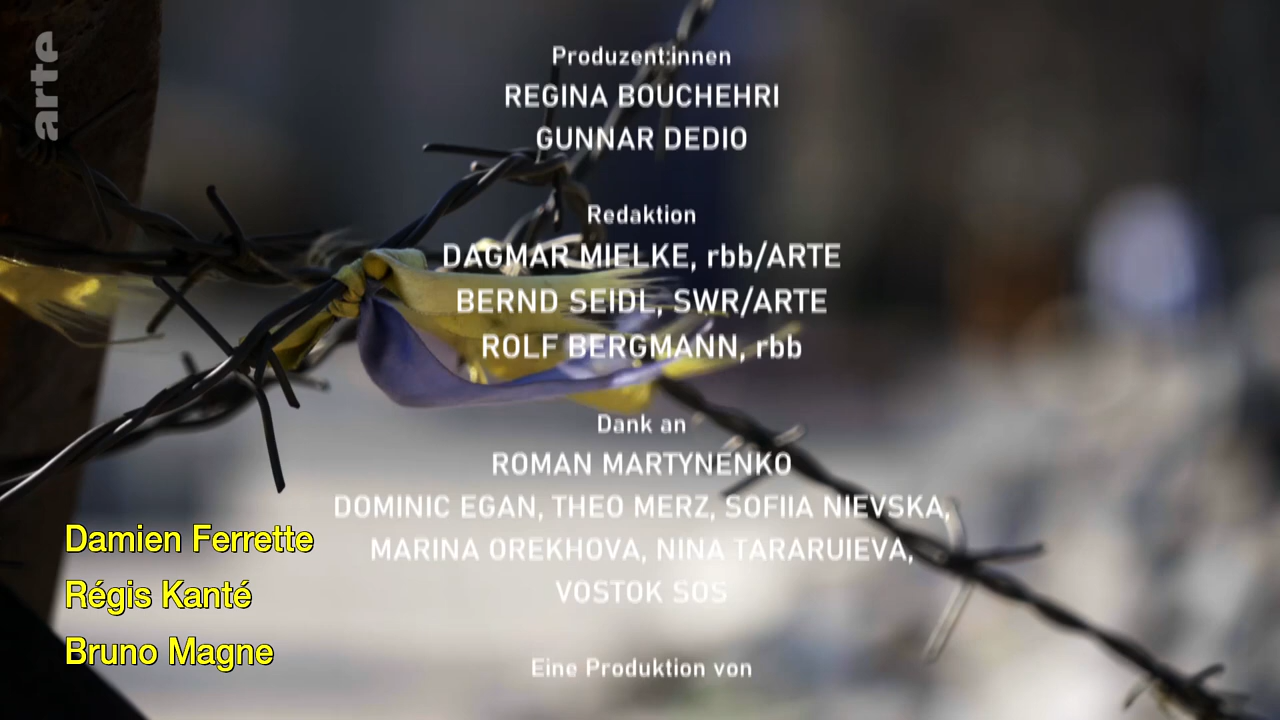 arte
Produzent:innen
REGINA BOUCHEHRI
GUNNAR DEDIO
Redaktion
DAGMAR MIELKE, rbb/ARTE
BERND SEIDL, SWR/ARTE
ROLF BERGMANN, rbb
Dank an
ROMAN MARTYNENKO
DOMINIC EGAN, THEO MERZ, SOFIIA NIEVSKA,
MARINA OREKHOVA, NINA TARARUIEVA,
VOSTOK SOS
Eine Produktion von
Damien Ferrette
Régis Kanté
Bruno Magne